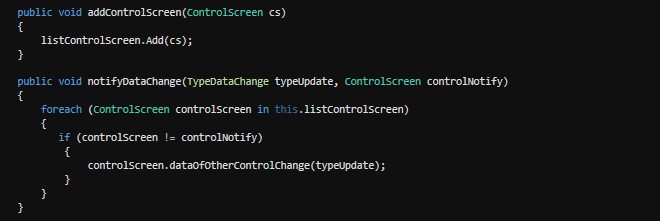 public void addControlScreen(ControlScreen cs)
{
listControlScreen.Add(cs);
}
public void notifyDataChange(TypeDataChange typeUpdate, ControlScreen controlNotify)
{
foreach (ControlScreen controlScreen in this.listControlScreen)
{
if (controlScreen != controlNotify)
{
controlScreen.dataOfOtherControlChange(typeUpdate);
}
}
}